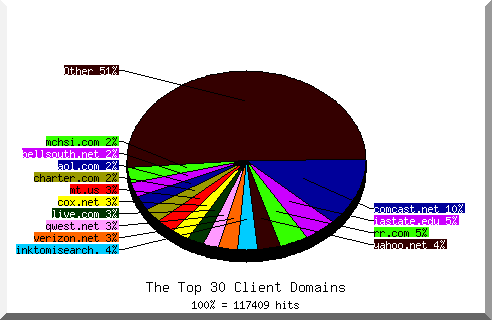 Other 51%
mchsi.com 2%
bellsouth.net 2%
aol.com 2%
charter.com 2%
mt.us 3%
cox.net 3%
live.com 3%
qwest.net 3%
verizon.net 3%
inktomisearch. 4%
comcast.net 10%
iastate.edu 5%
rr.com 5%
yahoo.net 4%
The Top 30 Client Domains
100% = 117409 hits